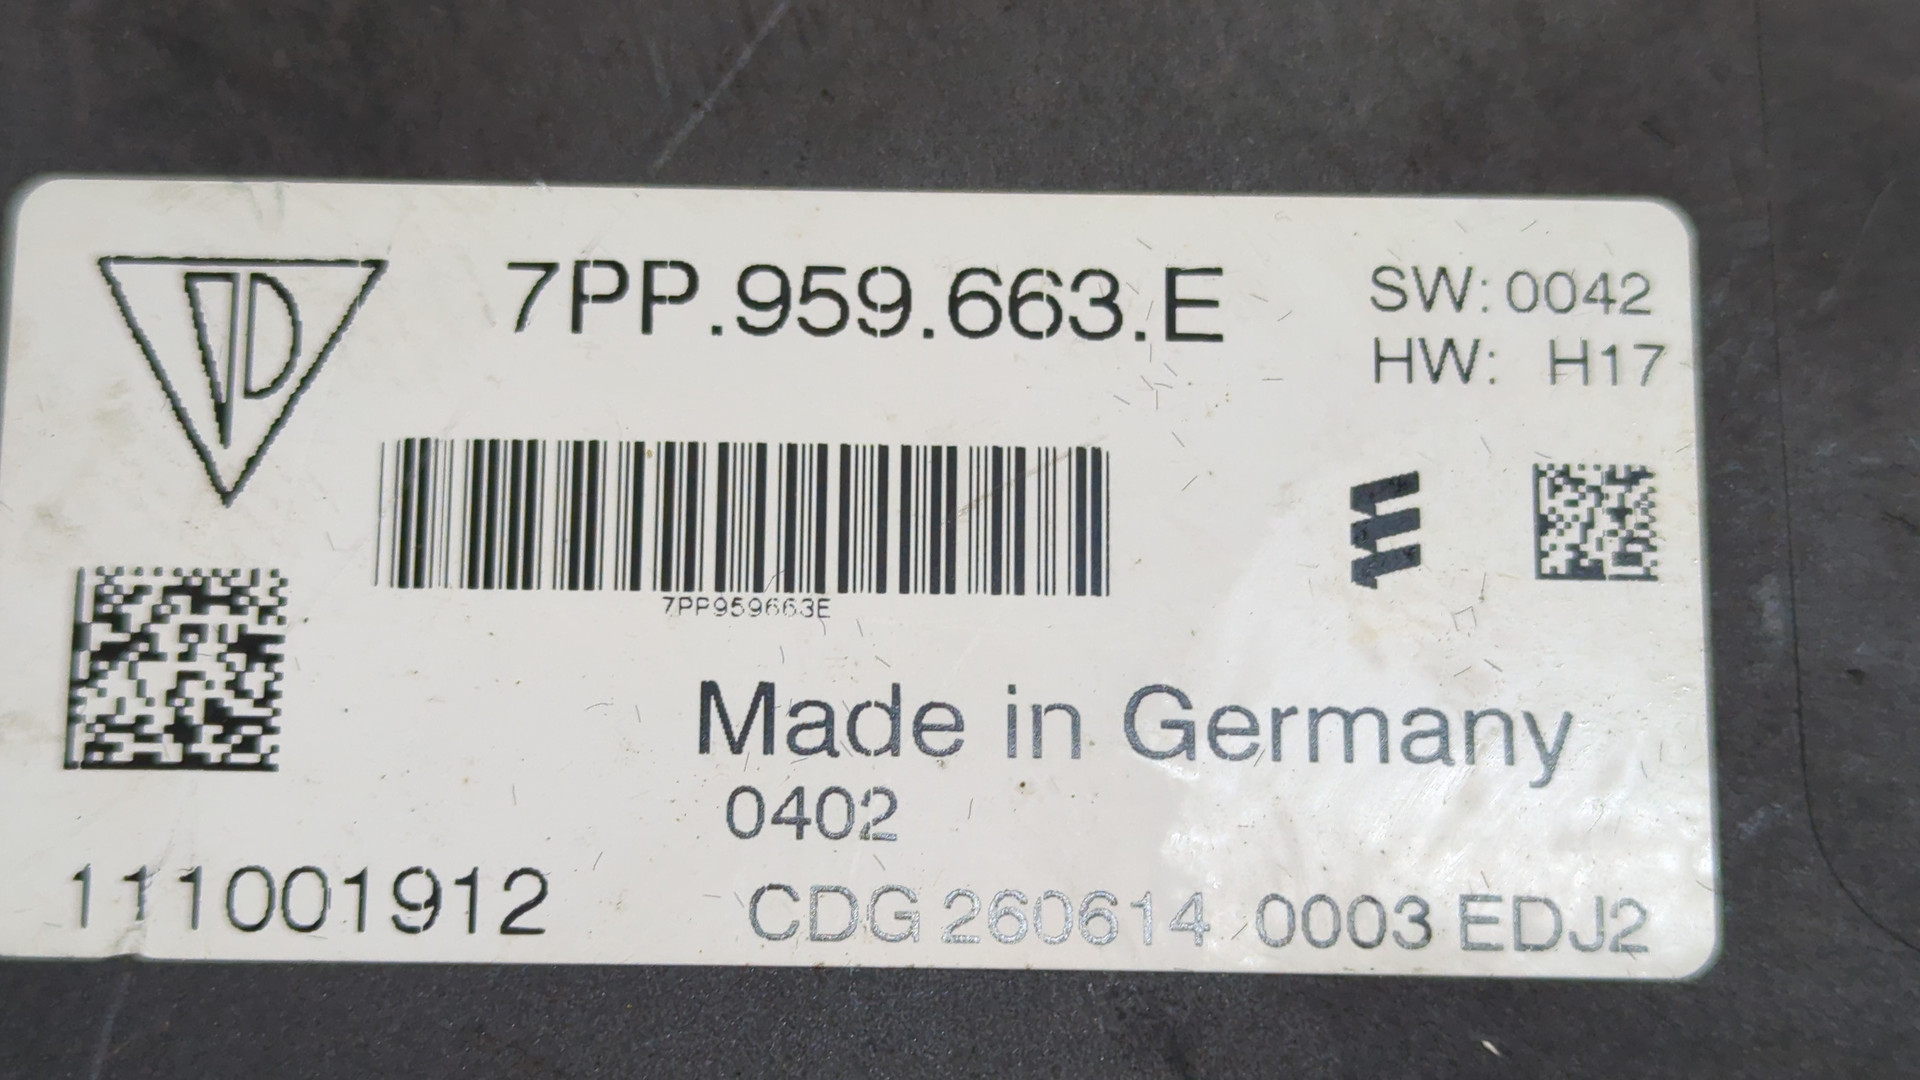 7PP.959.663.E
SW: 0042
HW: H17
7PP959663E
Made in Germany
0402
111001912
CDG 260614 0003 EDJ2